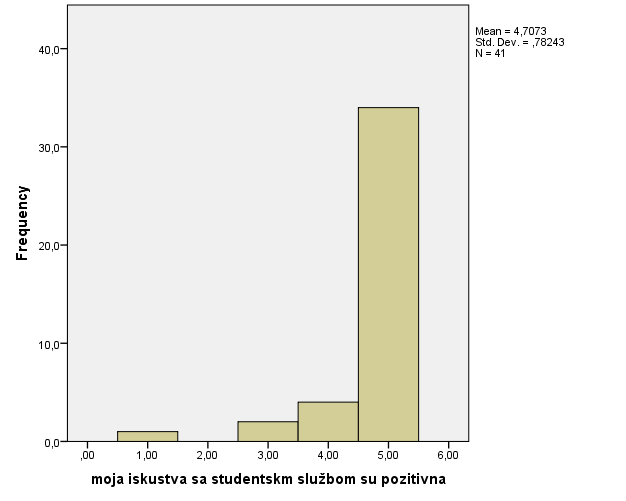 Mean = 4,7073
Std. Dev. = ,78243
N = 41
Frequency
40,0
30,0
20,0
10,0
0,0
,00 1,00 2,00 3,00 4,00 5,00 6,00
moja iskustva sa studentskm službom su pozitivna